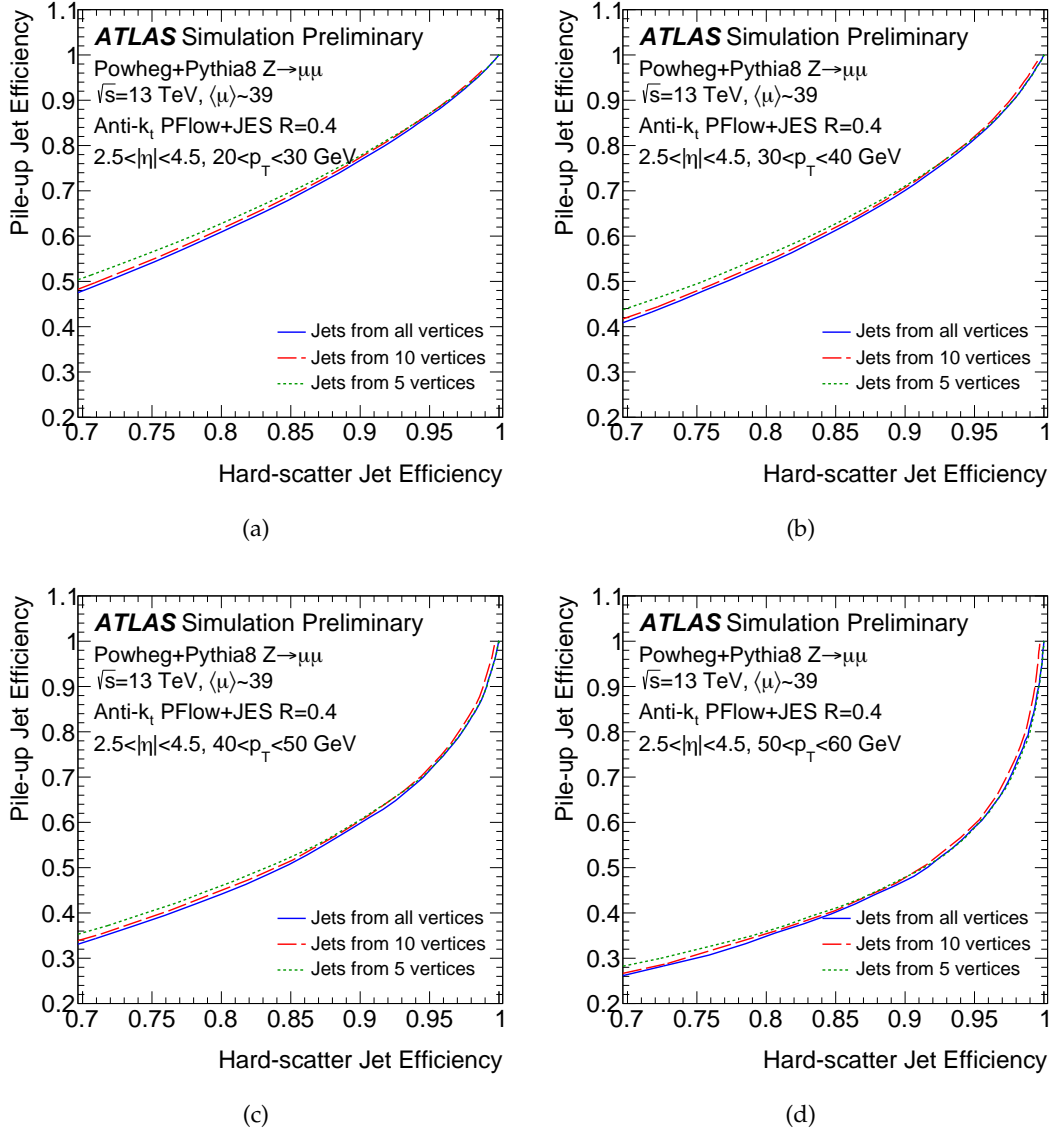 1.1
1
0.9
0.8
0.7
0.6
0.5
0.4
0.3
0.2
Pile-up Jet Efficiency
ATLAS Simulation Preliminary
Powheg+Pythia8 Z→μμ
√s=13 TeV, ⟨μ⟩~39
Anti-k_t PFlow+JES R=0.4
2.5<|η|<4.5, 20<p_T<30 GeV
Jets from all vertices
Jets from 10 vertices
Jets from 5 vertices
0.7 0.75 0.8 0.85 0.9 0.95 1
Hard-scatter Jet Efficiency
(a)
1.1
1
0.9
0.8
0.7
0.6
0.5
0.4
0.3
0.2
Pile-up Jet Efficiency
ATLAS Simulation Preliminary
Powheg+Pythia8 Z→μμ
√s=13 TeV, ⟨μ⟩~39
Anti-k_t PFlow+JES R=0.4
2.5<|η|<4.5, 30<p_T<40 GeV
Jets from all vertices
Jets from 10 vertices
Jets from 5 vertices
0.7 0.75 0.8 0.85 0.9 0.95 1
Hard-scatter Jet Efficiency
(b)
1.1
1
0.9
0.8
0.7
0.6
0.5
0.4
0.3
0.2
Pile-up Jet Efficiency
ATLAS Simulation Preliminary
Powheg+Pythia8 Z→μμ
√s=13 TeV, ⟨μ⟩~39
Anti-k_t PFlow+JES R=0.4
2.5<|η|<4.5, 40<p_T<50 GeV
Jets from all vertices
Jets from 10 vertices
Jets from 5 vertices
0.7 0.75 0.8 0.85 0.9 0.95 1
Hard-scatter Jet Efficiency
(c)
1.1
1
0.9
0.8
0.7
0.6
0.5
0.4
0.3
0.2
Pile-up Jet Efficiency
ATLAS Simulation Preliminary
Powheg+Pythia8 Z→μμ
√s=13 TeV, ⟨μ⟩~39
Anti-k_t PFlow+JES R=0.4
2.5<|η|<4.5, 50<p_T<60 GeV
Jets from all vertices
Jets from 10 vertices
Jets from 5 vertices
0.7 0.75 0.8 0.85 0.9 0.95 1
Hard-scatter Jet Efficiency
(d)